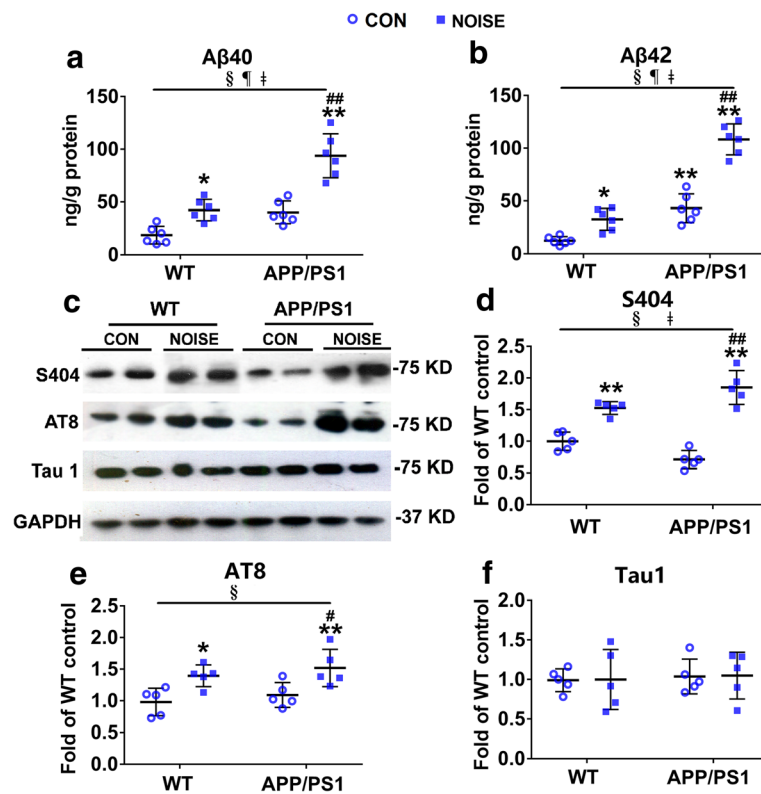 CON NOISE
a
Aβ40
§ ¶ ‡
##
**
*
150
100
50
0
ng/g protein
WT APP/PS1
b
Aβ42
§ ¶ ‡
##
**
**
*
150
100
50
0
ng/g protein
WT APP/PS1
c
WT APP/PS1
CON NOISE CON NOISE
S404 -75 KD
AT8 -75 KD
Tau 1 -75 KD
GAPDH -37 KD
d
S404
§ ‡
##
**
**
2.5
2.0
1.5
1.0
0.5
0.0
Fold of WT control
WT APP/PS1
e
AT8
§
#
**
*
2.5
2.0
1.5
1.0
0.5
0.0
Fold of WT control
WT APP/PS1
f
Tau1
2.0
1.5
1.0
0.5
0.0
Fold of WT control
WT APP/PS1